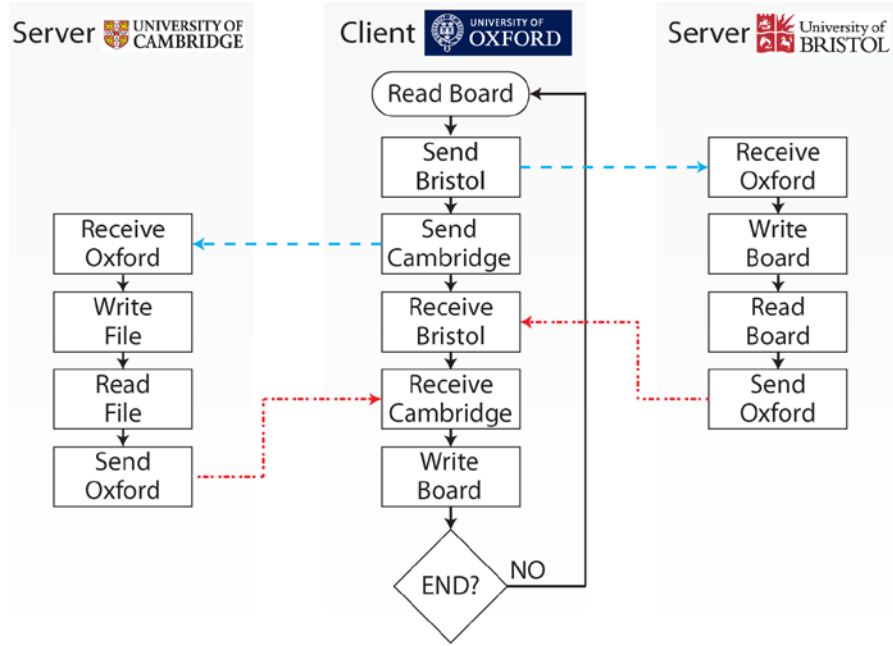 Server UNIVERSITY OF
CAMBRIDGE
Client UNIVERSITY OF
OXFORD
Server University of
BRISTOL
Read Board
Send
Bristol
Send
Cambridge
Receive
Bristol
Receive
Cambridge
Write
Board
END?
NO
Receive
Oxford
Write
File
Read
File
Send
Oxford
Receive
Oxford
Write
Board
Read
Board
Send
Oxford